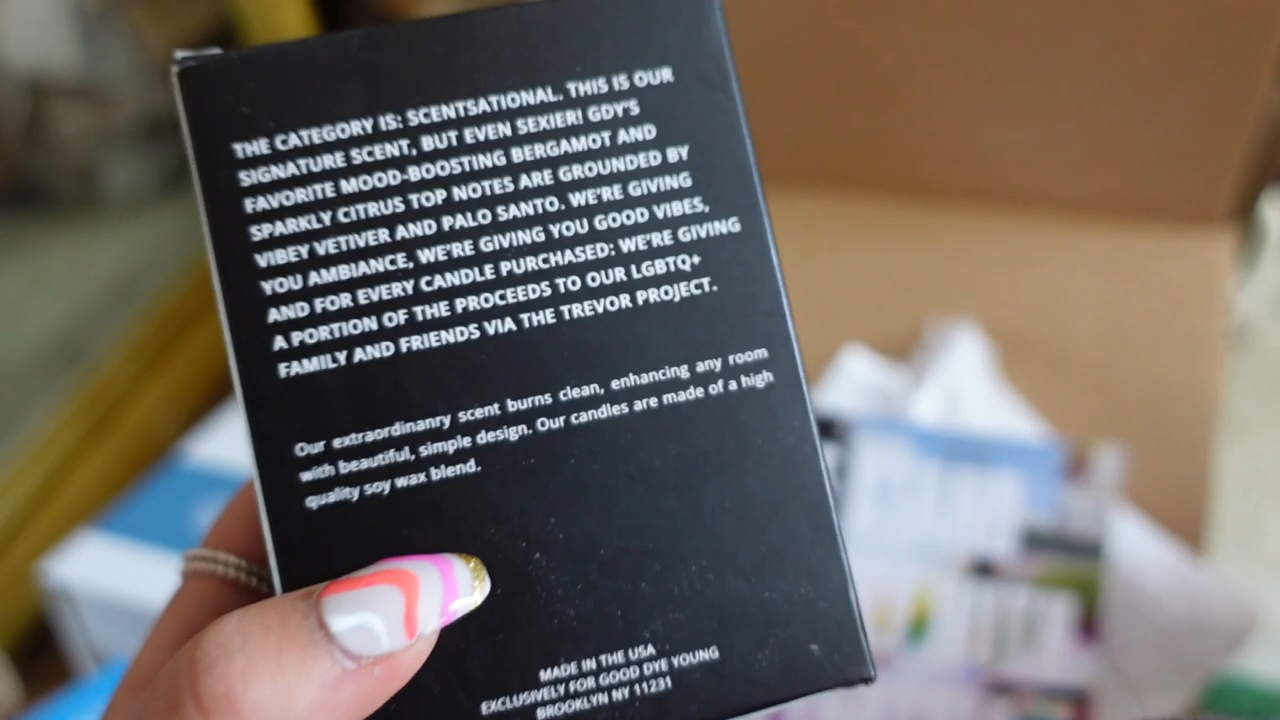 THE CATEGORY IS: SCENTSATIONAL. THIS IS OUR
SIGNATURE SCENT, BUT EVEN SEXIER! GDY'S
FAVORITE MOOD-BOOSTING BERGAMOT AND
SPARKLY CITRUS TOP NOTES ARE GROUNDED BY
VIBEY VETIVER AND PALO SANTO. WE'RE GIVING
YOU AMBIANCE, WE'RE GIVING YOU GOOD VIBES,
AND FOR EVERY CANDLE PURCHASED: WE'RE GIVING
A PORTION OF THE PROCEEDS TO OUR LGBTQ+
FAMILY AND FRIENDS VIA THE TREVOR PROJECT.
Our extraordinanry scent burns clean, enhancing any room
with beautiful, simple design. Our candles are made of a high
quality soy wax blend.
MADE IN THE USA
EXCLUSIVELY FOR GOOD DYE YOUNG
BROOKLYN NY 11231